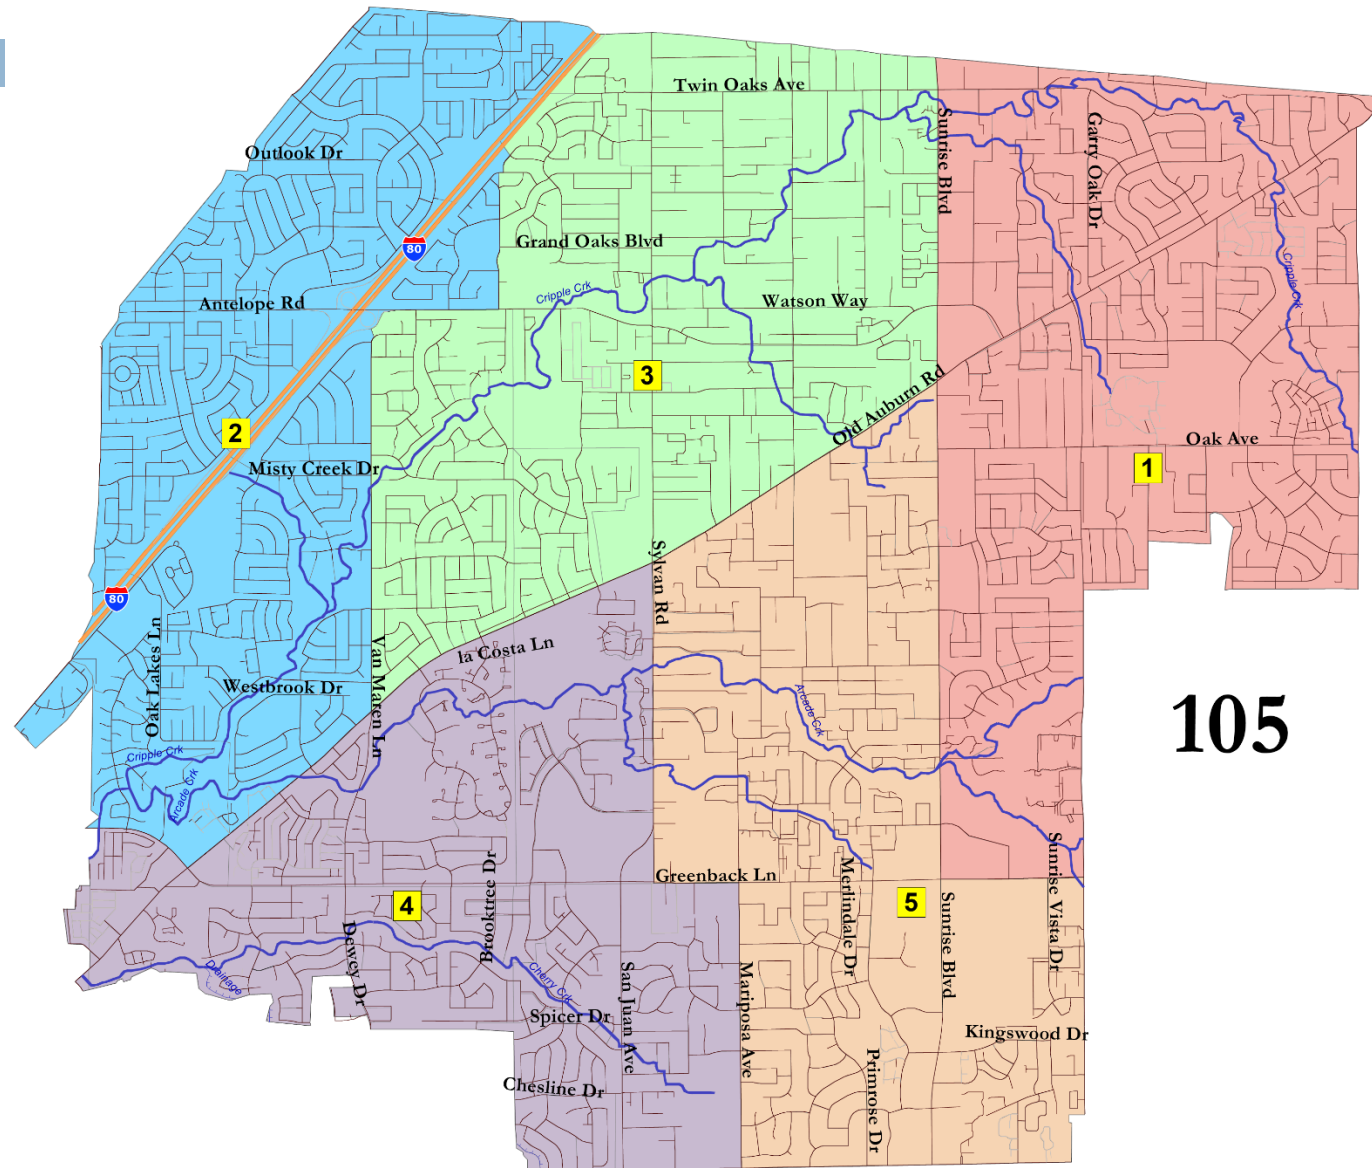 Twin Oaks Ave
Sunrise Blvd
Garry Oak Dr
Outlook Dr
80
Grand Oaks Blvd
Cripple Crk
Cripple Crk
Antelope Rd
Watson Way
3
Old Auburn Rd
2
Oak Ave
1
Misty Creek Dr
Sylvan Rd
80
Oak Lakes Ln
Van Maren Ln
la Costa Ln
Westbrook Dr
Arcade Crk
105
Cripple Crk
Arcade Crk
Greenback Ln
Merlindale Dr
Sunrise Vista Dr
Brooktree Dr
4
5
Sunrise Blvd
Dewey Dr
Drainage
Cherry Crk
San Juan Ave
Mariposa Ave
Spicer Dr
Kingswood Dr
Primrose Dr
Chesline Dr